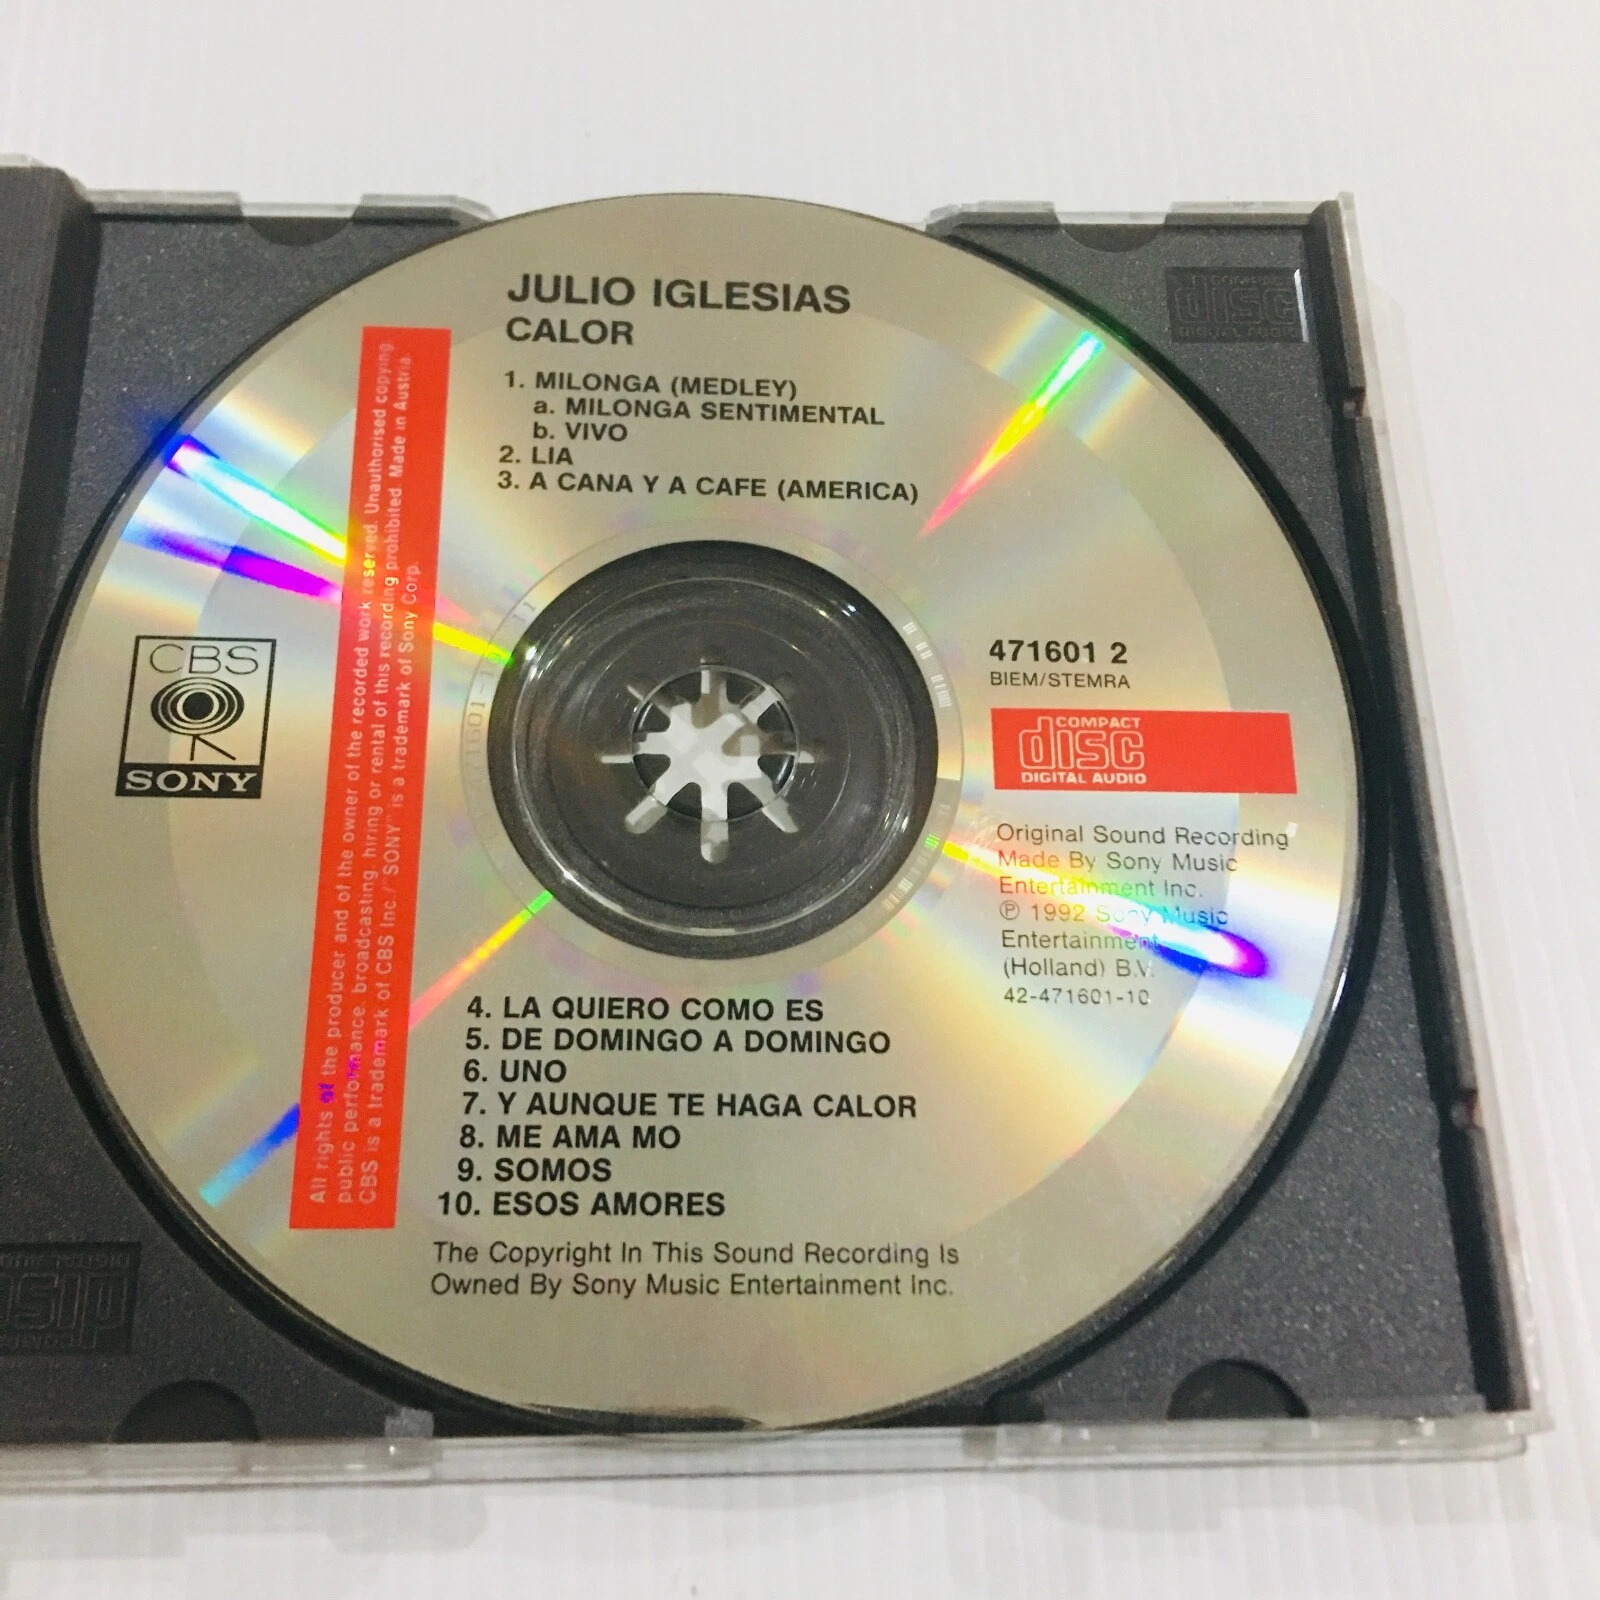 JULIO IGLESIAS
CALOR
1. MILONGA (MEDLEY)
a. MILONGA SENTIMENTAL
b. VIVO
2. LIA
3. A CANA Y A CAFE (AMERICA)
All rights of the producer and of the owner of the recorded work reserved. Unauthorised copying,
public performance, broadcasting, hiring or rental of this recording prohibited. Made in Austria.
CBS is a trademark of CBS Inc./"SONY" is a trademark of Sony Corp.
CBS
SONY
471601 2
BIEM/STEMRA
COMPACT
disc
DIGITAL AUDIO
Original Sound Recording
Made By Sony Music
Entertainment Inc.
℗ 1992 Sony Music
Entertainment
(Holland) B.V.
42-471601-10
4. LA QUIERO COMO ES
5. DE DOMINGO A DOMINGO
6. UNO
7. Y AUNQUE TE HAGA CALOR
8. ME AMA MO
9. SOMOS
10. ESOS AMORES
The Copyright In This Sound Recording Is
Owned By Sony Music Entertainment Inc.
disc